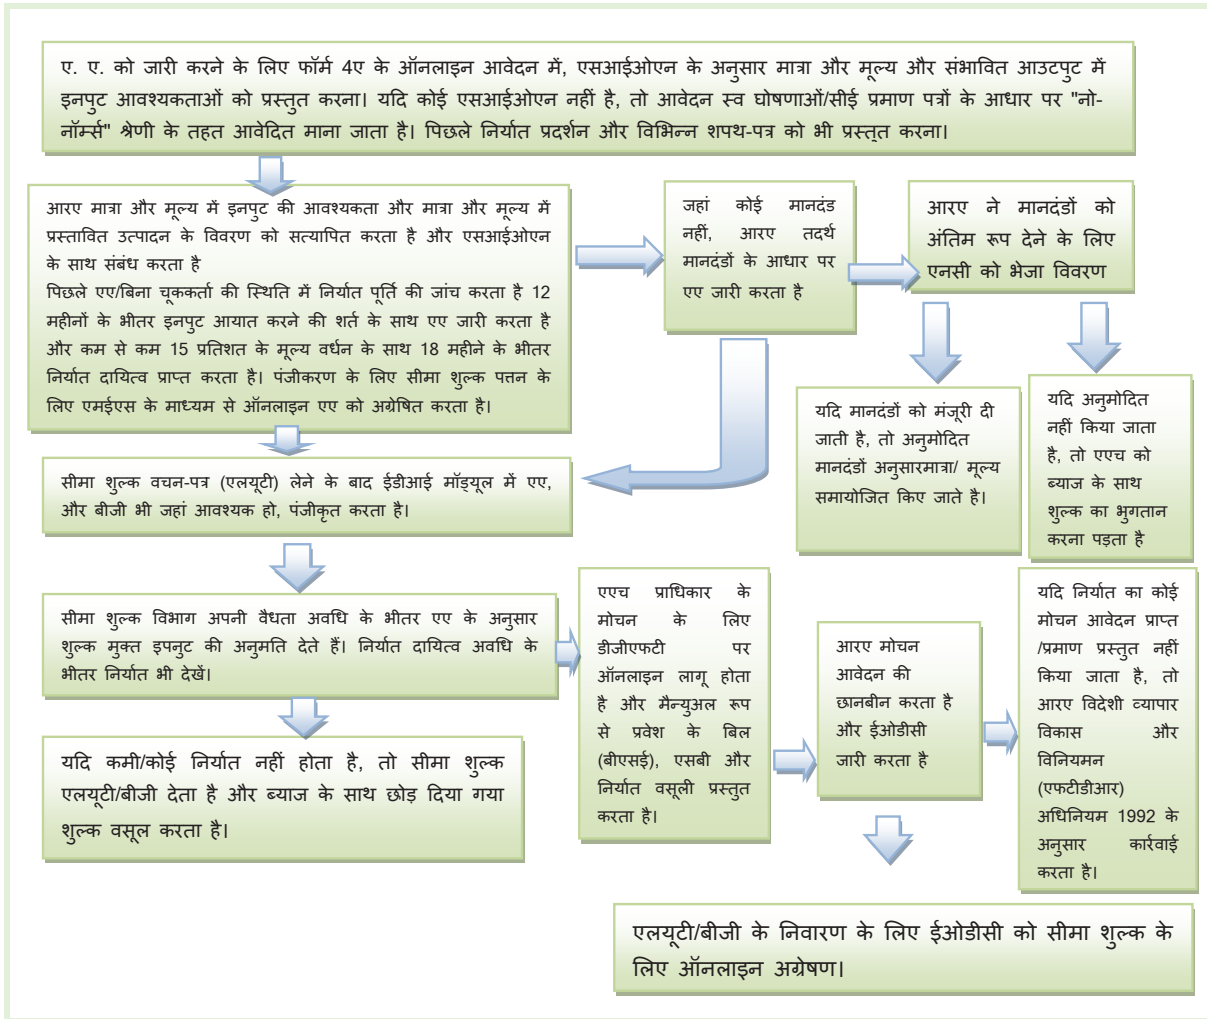 ए. ए. को जारी करने के लिए फॉर्म 4ए के ऑनलाइन आवेदन में, एसआईओएन के अनुसार मात्रा और मूल्य और संभावित आउटपुट में
इनपुट आवश्यकताओं को प्रस्तुत करना। यदि कोई एसआईओएन नहीं है, तो आवेदन स्व घोषणाओं/सीई प्रमाण पत्रों के आधार पर "नो-
नॉर्म्स" श्रेणी के तहत आवेदित माना जाता है। पिछले निर्यात प्रदर्शन और विभिन्न शपथ-पत्र को भी प्रस्तुत करना।
आरए मात्रा और मूल्य में इनपुट की आवश्यकता और मात्रा और मूल्य में
प्रस्तावित उत्पादन के विवरण को सत्यापित करता है और एसआईओएन
के साथ संबंध करता है
पिछले एए/बिना चूककर्ता की स्थिति में निर्यात पूर्ति की जांच करता है 12
महीनों के भीतर इनपुट आयात करने की शर्त के साथ एए जारी करता है
और कम से कम 15 प्रतिशत के मूल्य वर्धन के साथ 18 महीने के भीतर
निर्यात दायित्व प्राप्त करता है। पंजीकरण के लिए सीमा शुल्क पत्तन के
लिए एमईएस के माध्यम से ऑनलाइन एए को अग्रेषित करता है।
जहां कोई मानदंड
नहीं, आरए तदर्थ
मानदंडों के आधार पर
एए जारी करता है
आरए ने मानदंडों को
अंतिम रूप देने के लिए
एनसी को भेजा विवरण
यदि मानदंडों को मंजूरी दी
जाती है, तो अनुमोदित
मानदंडों अनुसारमात्रा/ मूल्य
समायोजित किए जाते है।
यदि अनुमोदित
नहीं किया जाता
है, तो एएच को
ब्याज के साथ
शुल्क का भुगतान
करना पड़ता है
सीमा शुल्क वचन-पत्र (एलयूटी) लेने के बाद ईडीआई मॉड्यूल में एए,
और बीजी भी जहां आवश्यक हो, पंजीकृत करता है।
सीमा शुल्क विभाग अपनी वैधता अवधि के भीतर एए के अनुसार
शुल्क मुक्त इपनुट की अनुमति देते हैं। निर्यात दायित्व अवधि के
भीतर निर्यात भी देखें।
एएच प्राधिकार के
मोचन के लिए
डीजीएफटी पर
ऑनलाइन लागू होता
है और मैन्युअल रूप
से प्रवेश के बिल
(बीएसई), एसबी और
निर्यात वसूली प्रस्तुत
करता है।
आरए मोचन
आवेदन की
छानबीन करता है
और ईओडीसी
जारी करता है
यदि निर्यात का कोई
मोचन आवेदन प्राप्त
/प्रमाण प्रस्तुत नहीं
किया जाता है, तो
आरए विदेशी व्यापार
विकास और
विनियमन
(एफटीडीआर)
अधिनियम 1992 के
अनुसार कार्रवाई
करता है।
यदि कमी/कोई निर्यात नहीं होता है, तो सीमा शुल्क
एलयूटी/बीजी देता है और ब्याज के साथ छोड़ दिया गया
शुल्क वसूल करता है।
एलयूटी/बीजी के निवारण के लिए ईओडीसी को सीमा शुल्क के
लिए ऑनलाइन अग्रेषण।